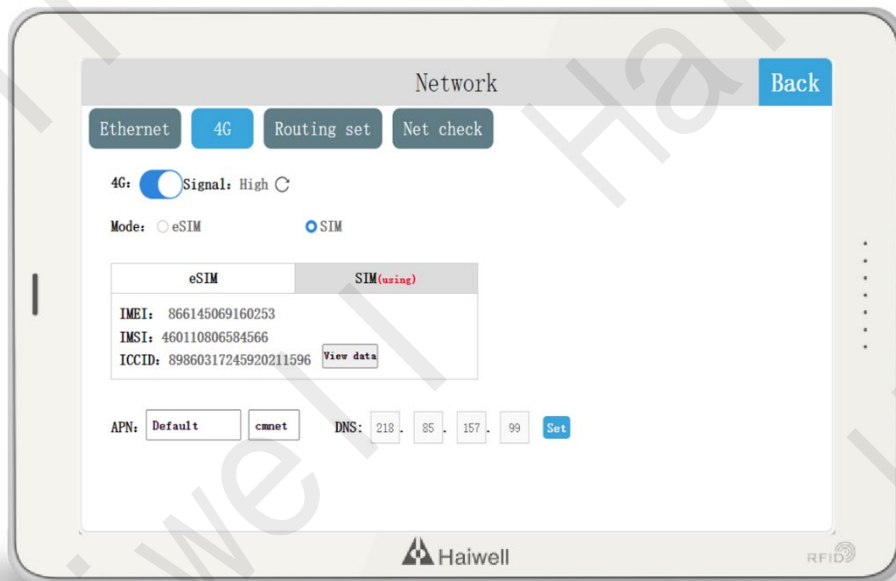 Network
Back
Ethernet
4G
Routing set
Net check
4G: Signal: High
Mode: eSIM SIM
eSIM
SIM(using)
IMEI: 866145069160253
IMSI: 460110806584566
ICCID: 89860317245920211596 View data
APN: Default cmnet DNS: 218 . 85 . 157 . 99 Set
Haiwell
RFID